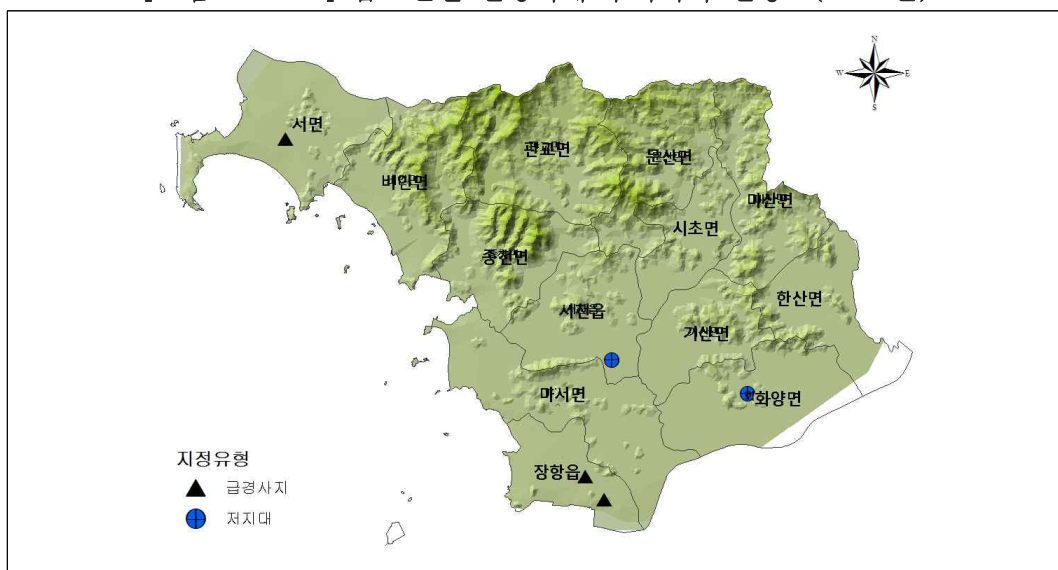 N
W E
S
서면
비인면
판교면
문산면
마산면
시초면
종천면
한산면
서천읍
기산면
마서면
화양면
장항읍
지정유형
급경사지
저지대